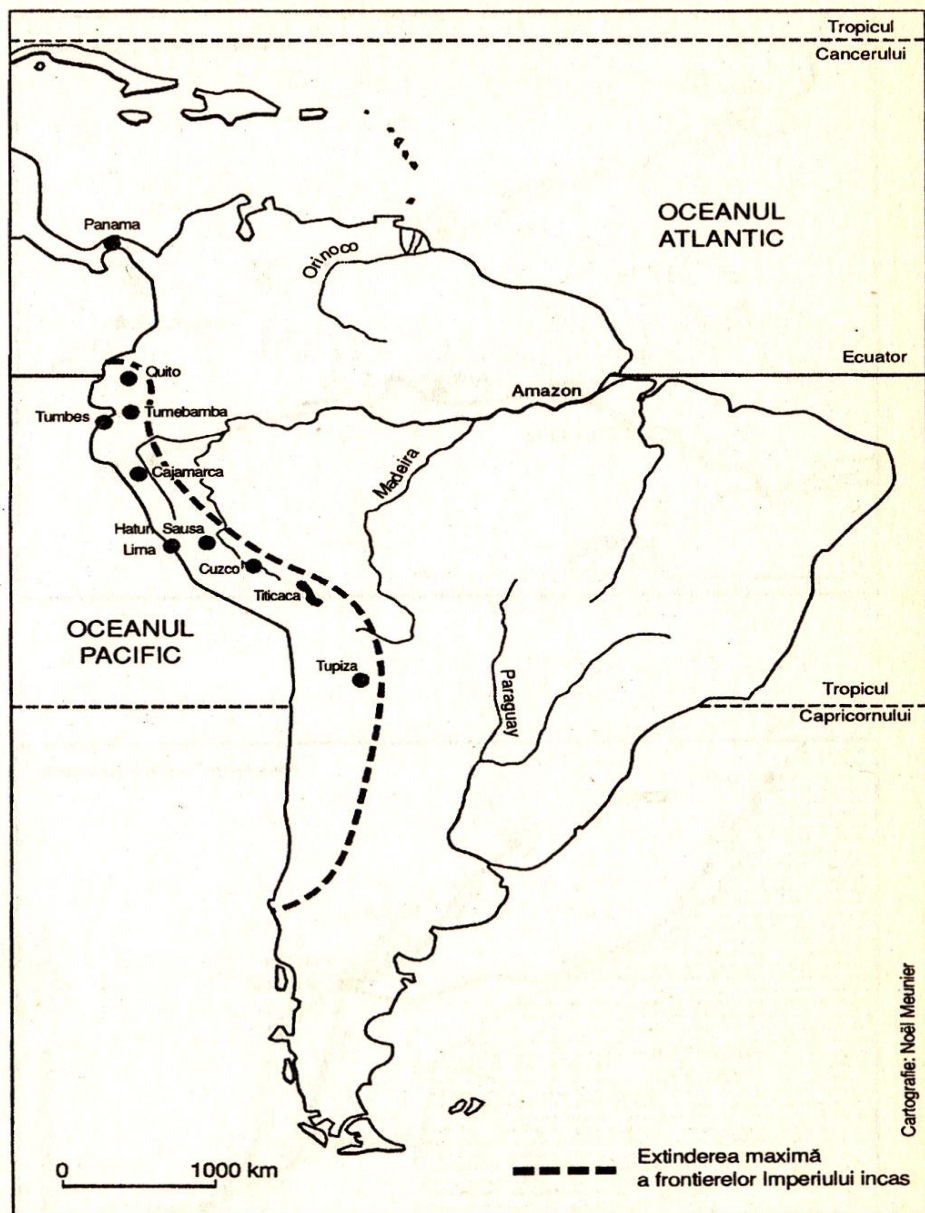 Tropicul
Cancerului
OCEANUL
ATLANTIC
Panama
Orinoco
Ecuator
Quito
Amazon
Tumbes
Tumebamba
Cajamarca
Madeira
Hatun Sausa
Lima
Cuzco
Titicaca
OCEANUL
PACIFIC
Tupiza
Paraguay
Tropicul
Capricornului
Cartografie: Noël Meunier
0 1000 km
Extinderea maximă
a frontierelor Imperiului incas